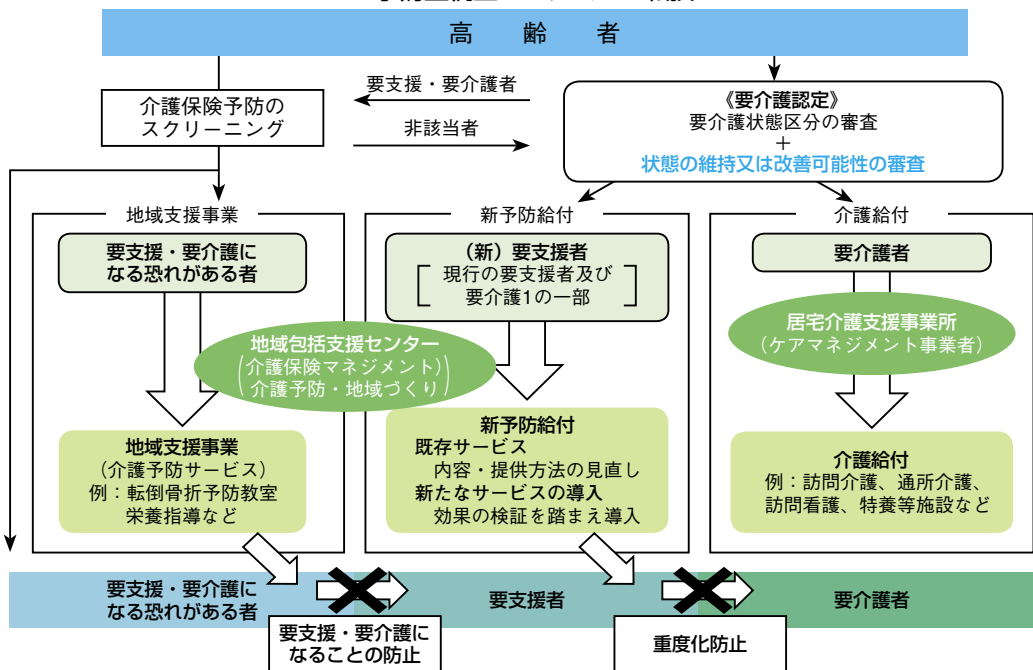 高齢者
介護保険予防の
スクリーニング
要支援・要介護者
非該当者
《要介護認定》
要介護状態区分の審査
+
状態の維持又は改善可能性の審査
地域支援事業
要支援・要介護に
なる恐れがある者
新予防給付
(新)要支援者
現行の要支援者及び
要介護1の一部
介護給付
要介護者
地域包括支援センター
(介護保険マネジメント)
介護予防・地域づくり
居宅介護支援事業所
(ケアマネジメント事業者)
地域支援事業
(介護予防サービス)
例:転倒骨折予防教室
栄養指導など
新予防給付
既存サービス
内容・提供方法の見直し
新たなサービスの導入
効果の検証を踏まえ導入
介護給付
例:訪問介護、通所介護、
訪問看護、特養等施設など
要支援・要介護に
なる恐れがある者
要支援者
要介護者
要支援・要介護に
なることの防止
重度化防止